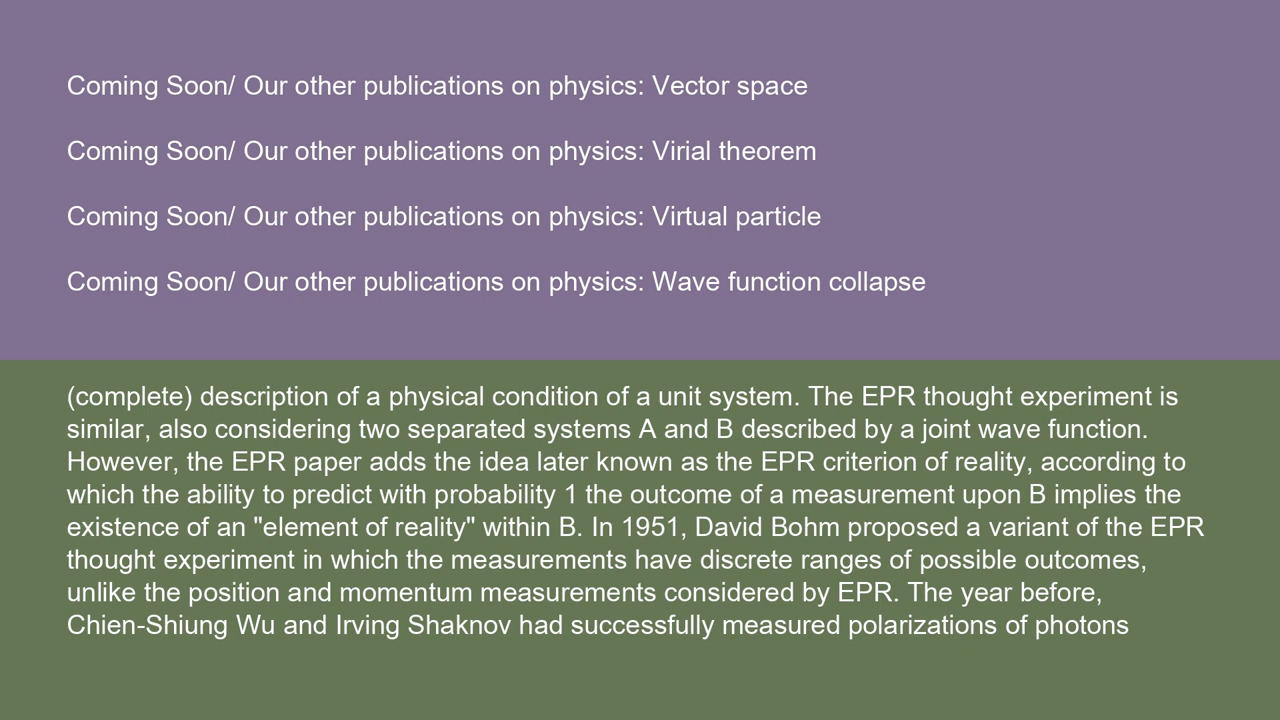 Coming Soon/ Our other publications on physics: Vector space
Coming Soon/ Our other publications on physics: Virial theorem
Coming Soon/ Our other publications on physics: Virtual particle
Coming Soon/ Our other publications on physics: Wave function collapse
(complete) description of a physical condition of a unit system. The EPR thought experiment is
similar, also considering two separated systems A and B described by a joint wave function.
However, the EPR paper adds the idea later known as the EPR criterion of reality, according to
which the ability to predict with probability 1 the outcome of a measurement upon B implies the
existence of an "element of reality" within B. In 1951, David Bohm proposed a variant of the EPR
thought experiment in which the measurements have discrete ranges of possible outcomes,
unlike the position and momentum measurements considered by EPR. The year before,
Chien-Shiung Wu and Irving Shaknov had successfully measured polarizations of photons